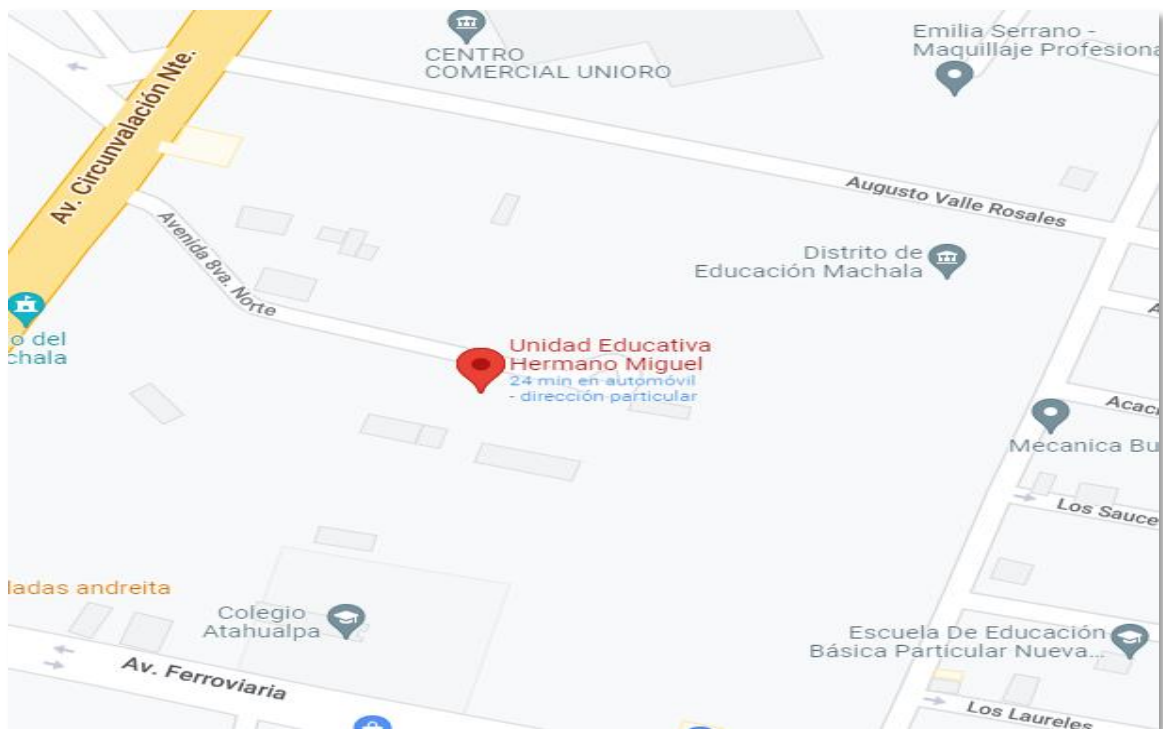 CENTRO
COMERCIAL UNIORO
Emilia Serrano -
Maquillaje Profesiona
Av. Circunvalación Nte.
Augusto Valle Rosales
Avenida 8va. Norte
Distrito de
Educación Machala
o del
chala
Unidad Educativa
Hermano Miguel
24 min en automóvil
- dirección particular
A
Acaci
Mecanica Bu
Los Sauce
ladas andreita
Colegio
Atahualpa
Escuela De Educación
Básica Particular Nueva...
Av. Ferroviaria
Los Laureles